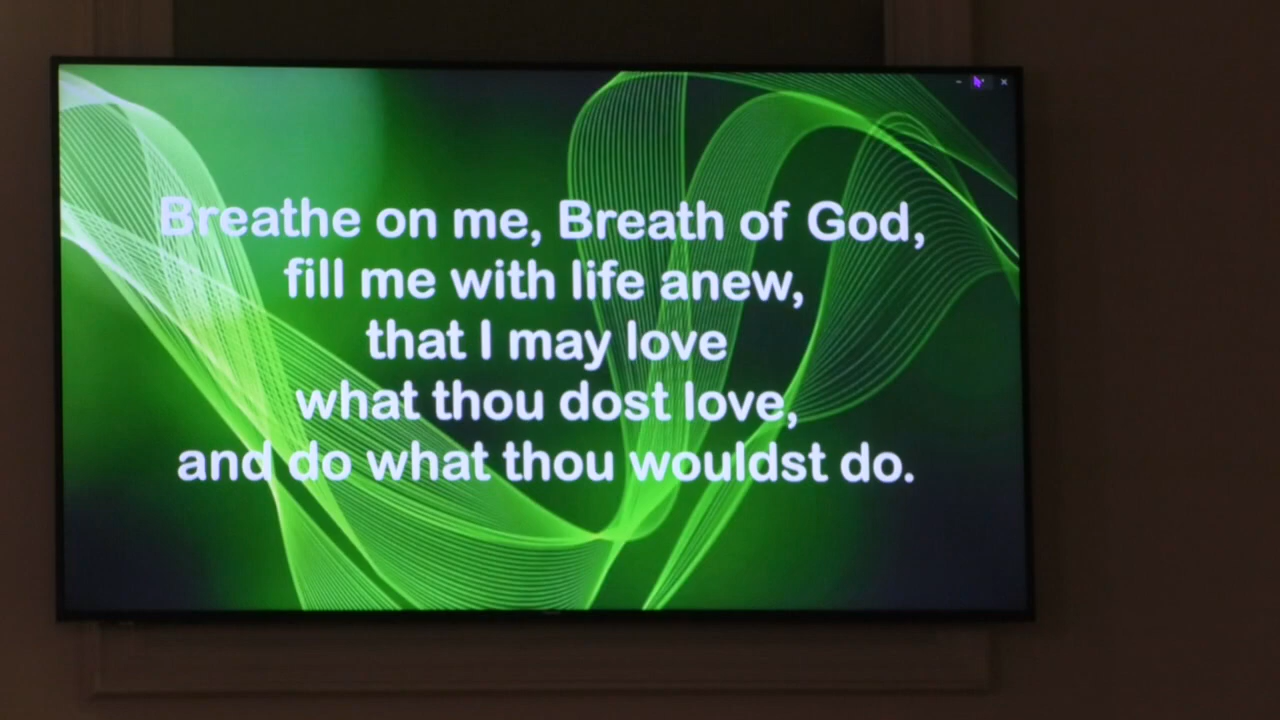 Breathe on me, Breath of God,
fill me with life anew,
that I may love
what thou dost love,
and do what thou wouldst do.